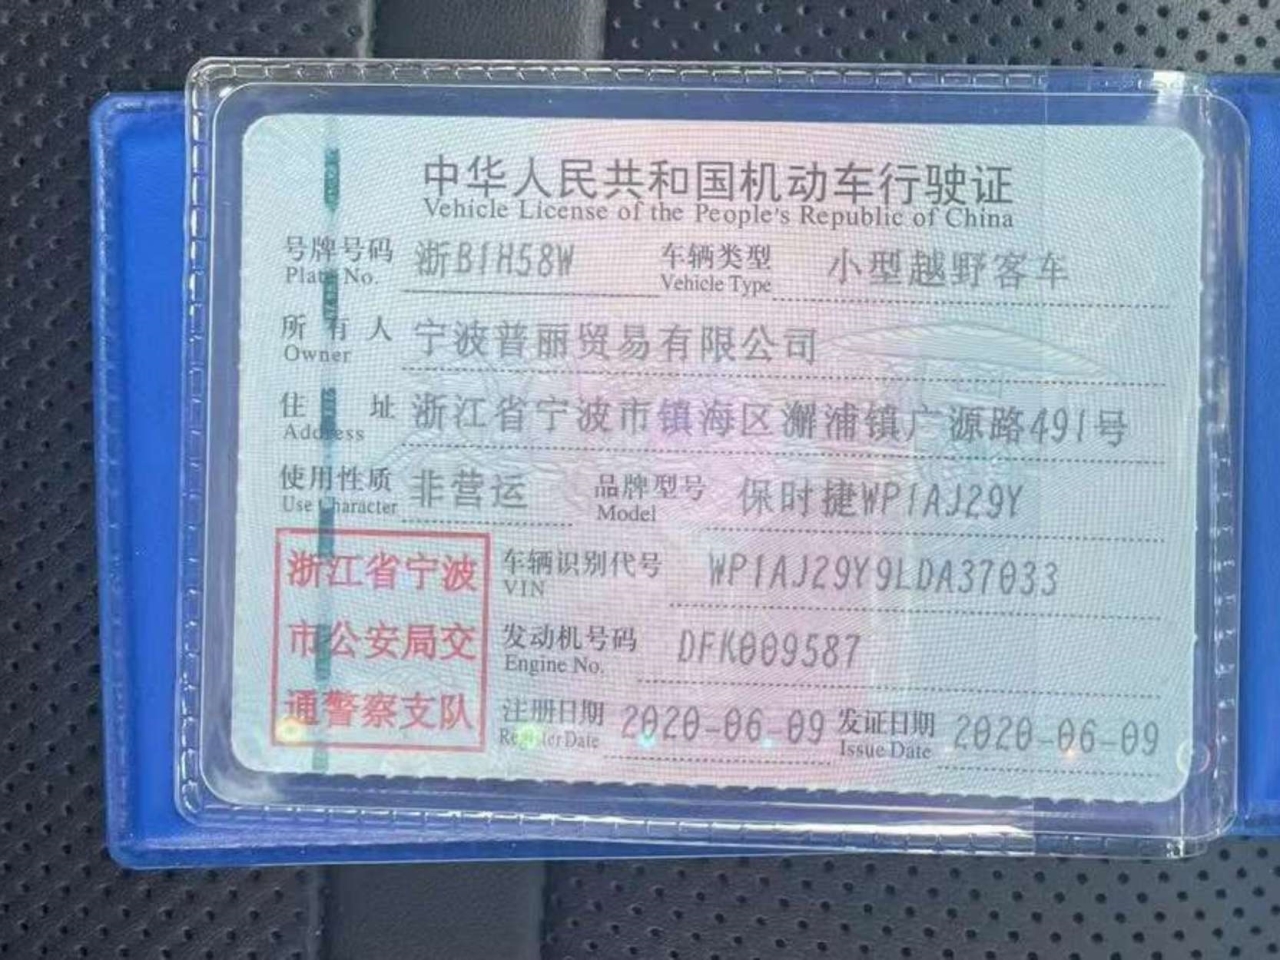 中华人民共和国机动车行驶证
Vehicle License of the People's Republic of China
号牌号码 浙B1H58W 车辆类型 小型越野客车
Plate No. Vehicle Type
所有人 宁波普丽贸易有限公司
Owner
住址 浙江省宁波市镇海区澥浦镇广源路491号
Address
使用性质 非营运 品牌型号 保时捷WP1AJ29Y
Use Character Model
浙江省宁波
市公安局交
通警察支队
车辆识别代号 WP1AJ29Y9LDA37033
VIN
发动机号码 DFK009587
Engine No.
注册日期 2020-06-09 发证日期 2020-06-09
Register Date Issue Date